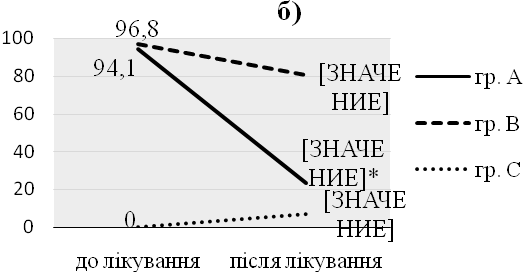 б)
100
80
60
40
20
0
96,8
94,1
0
[ЗНАЧЕ
НИЕ]
[ЗНАЧЕ
НИЕ]*
[ЗНАЧЕ
НИЕ]
до лікування
після лікування
гр. А
гр. В
гр. С